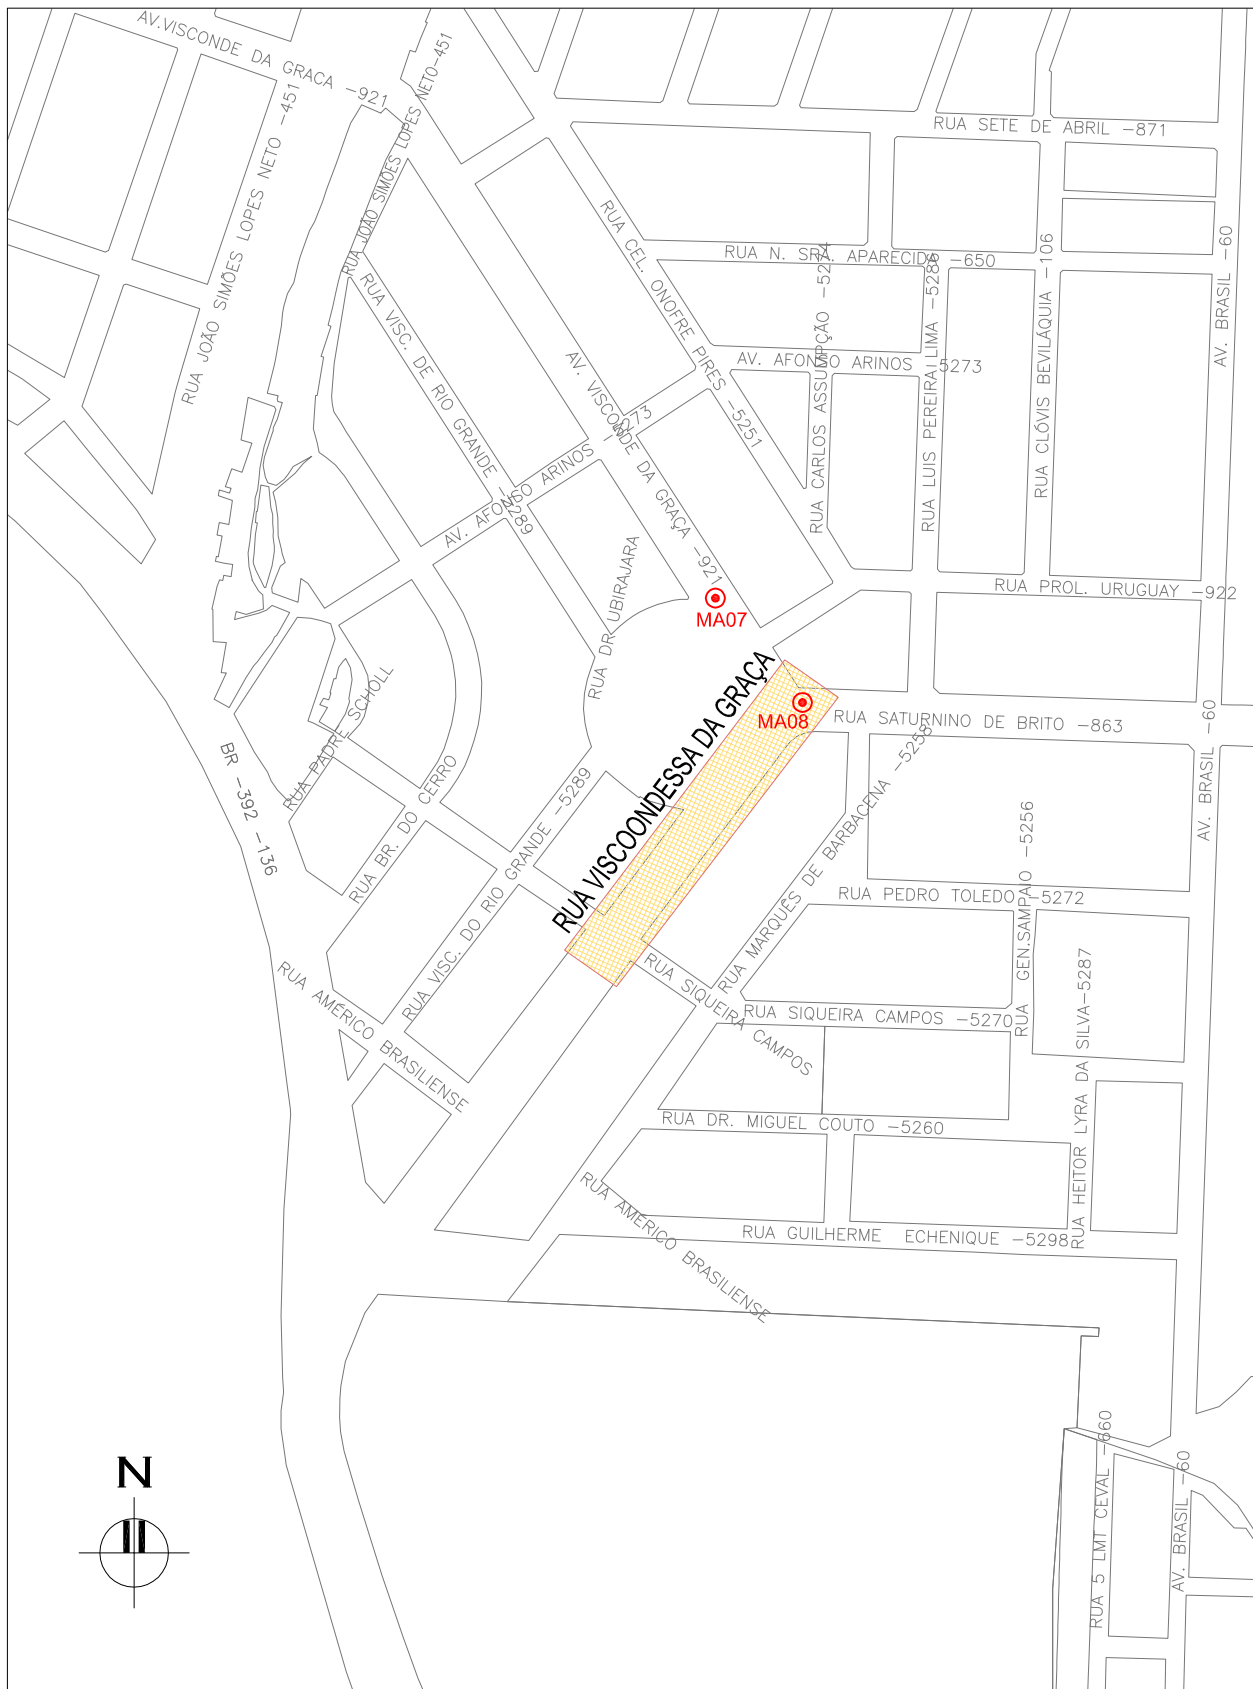 AV.VISCONDE DA GRACA -921
RUA JOÃO SIMÕES LOPES NETO -451
RUA JOÃO SIMÕES LOPES NETO-451
RUA SETE DE ABRIL -871
RUA CEL. ONOFRE PIRES -5251
RUA N. SRA. APARECIDA -650
RUA CARLOS ASSUMPÇÃO -5274
RUA LUIS PEREIRA LIMA -5286
RUA CLÓVIS BEVILÁQUIA -106
AV. BRASIL -60
RUA VISC. DE RIO GRANDE -5289
AV. VISCONDE DA GRAÇA -921
AV. AFONSO ARINOS -5273
AV. AFONSO ARINOS -5273
RUA DR. UBIRAJARA
RUA PROL. URUGUAY -922
MA07
RUA VISCOONDESSA DA GRAÇA
MA08
RUA SATURNINO DE BRITO -863
RUA PADRE SCHOLL
BR -392 -136
RUA BR. DO CERRO
RUA VISC. DO RIO GRANDE -5289
RUA MARQUÊS DE BARBACENA -5258
AV. BRASIL -60
RUA GEN.SAMPAIO -5256
RUA PEDRO TOLEDO -5272
RUA AMÉRICO BRASILIENSE
RUA SIQUEIRA CAMPOS
RUA SIQUEIRA CAMPOS -5270
RUA HEITOR LYRA DA SILVA-5287
RUA DR. MIGUEL COUTO -5260
RUA AMÉRICO BRASILIENSE
RUA GUILHERME ECHENIQUE -5298
N
RUA 5 LMT CEVAL -660
AV. BRASIL -60